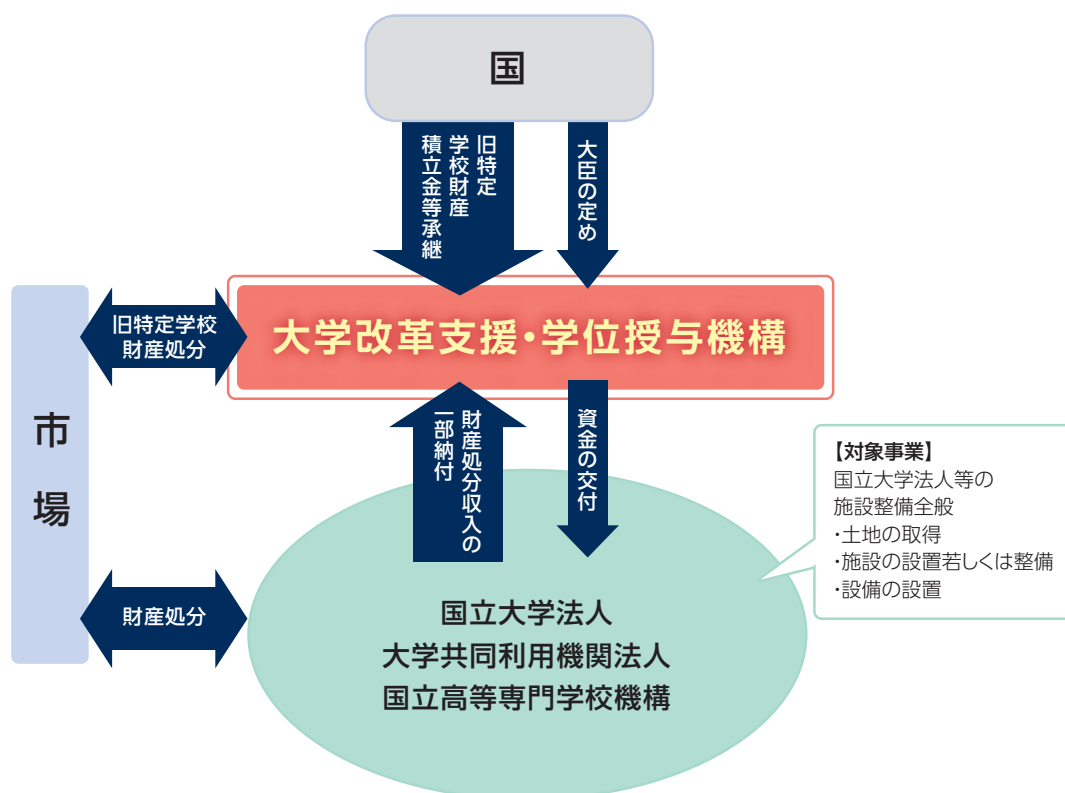 国
旧特定
学校財産
積立金等承継
大臣の定め
旧特定学校
財産処分
大学改革支援・学位授与機構
市場
財産処分収入の
一部納付
資金の交付
【対象事業】
国立大学法人等の
施設整備全般
・土地の取得
・施設の設置若しくは整備
・設備の設置
財産処分
国立大学法人
大学共同利用機関法人
国立高等専門学校機構